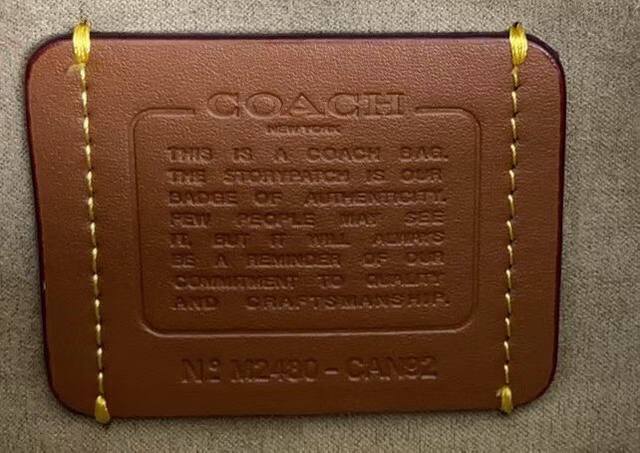 COACH
NEW YORK
THIS IS A COACH BAG.
THE STORYPATCH IS OUR
BADGE OF AUTHENTICITY.
FEW PEOPLE MAY SEE
IT, BUT IT WILL ALWAYS
BE A REMINDER OF OUR
COMMITMENT TO QUALITY
AND CRAFTSMANSHIP.
Nº M2480 - CAN92